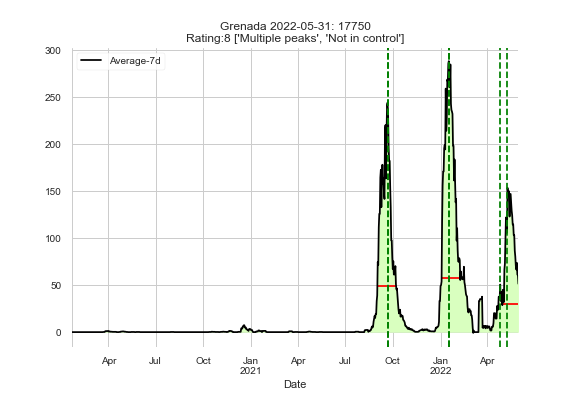 Grenada 2022-05-31: 17750
Rating:8 ['Multiple peaks', 'Not in control']
Average-7d
300
250
200
150
100
50
0
Apr Jul Oct Jan Apr Jul Oct Jan Apr
2021 2022
Date